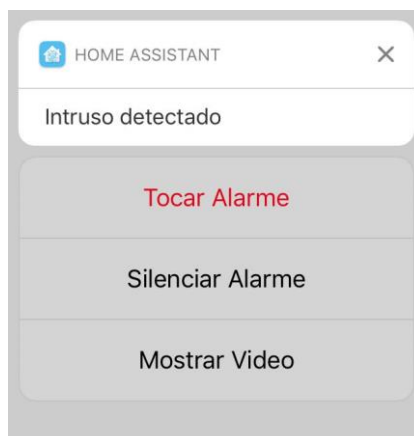 HOME ASSISTANT
Intruso detectado
Tocar Alarme
Silenciar Alarme
Mostrar Video